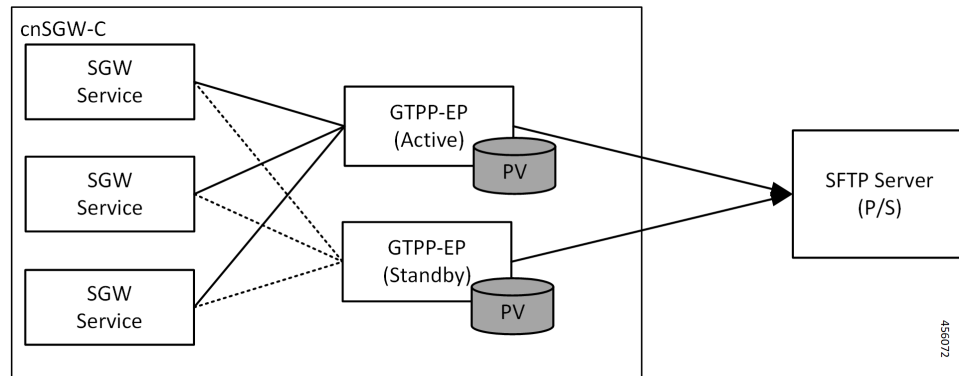 cnSGW-C
SGW
Service
SGW
Service
SGW
Service
GTPP-EP
(Active)
PV
GTPP-EP
(Standby)
PV
SFTP Server
(P/S)
456072